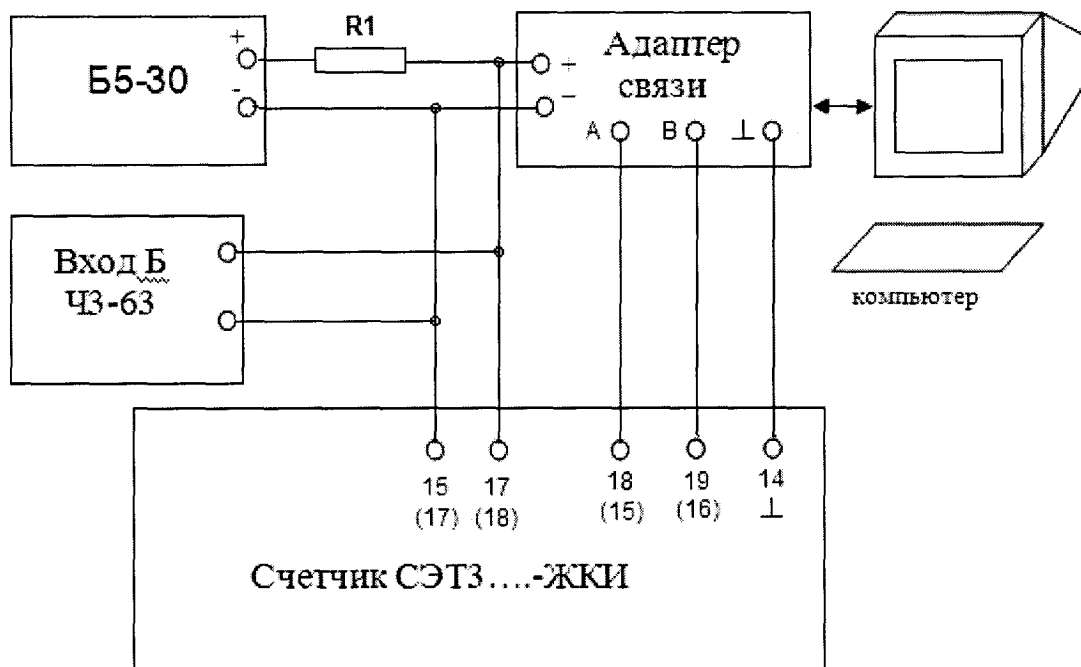 R1
+
Б5-30
-
Адаптер
связи
+
−
A
B
⊥
Вход Б
Ч3-63
компьютер
15 17 18 19 14
(17) (18) (15) (16) ⊥
Счетчик СЭТ3....-ЖКИ